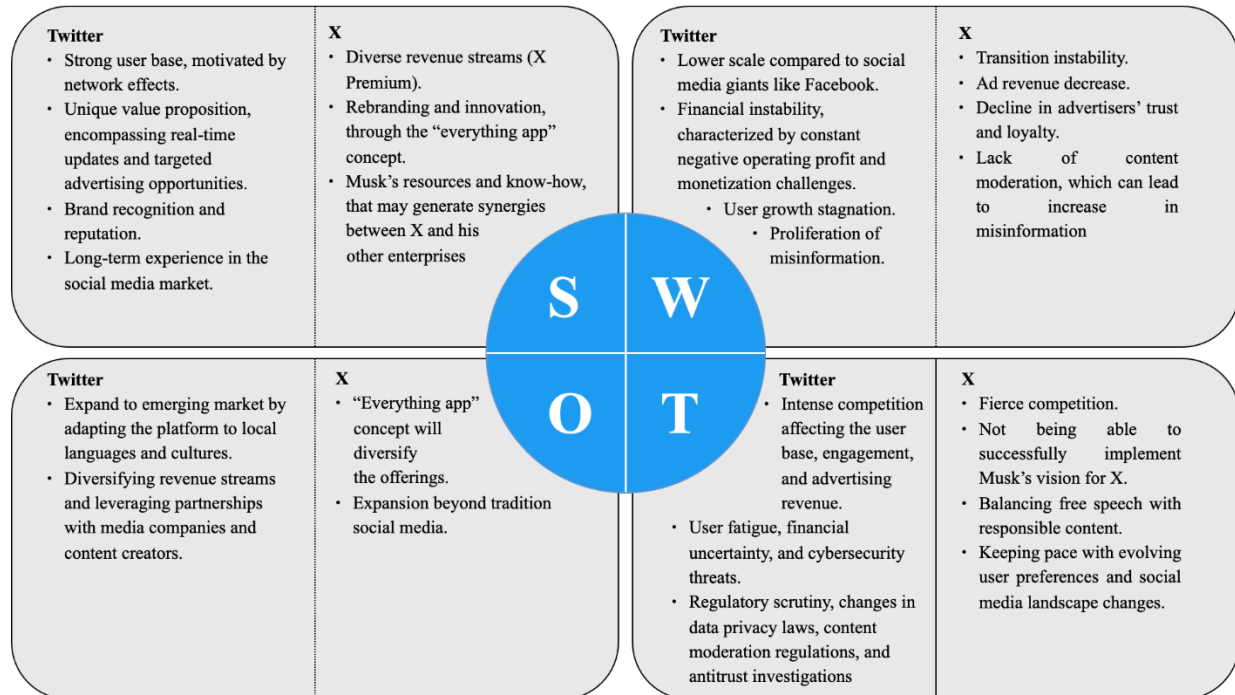 Twitter
• Strong user base, motivated by
network effects.
• Unique value proposition,
encompassing real-time
updates and targeted
advertising opportunities.
• Brand recognition and
reputation.
• Long-term experience in the
social media market.
X
• Diverse revenue streams (X
Premium).
• Rebranding and innovation,
through the “everything app”
concept.
• Musk’s resources and know-how,
that may generate synergies
between X and his
other enterprises
Twitter
• Lower scale compared to social
media giants like Facebook.
• Financial instability,
characterized by constant
negative operating profit and
monetization challenges.
• User growth stagnation.
• Proliferation of
misinformation.
X
• Transition instability.
• Ad revenue decrease.
• Decline in advertisers’ trust
and loyalty.
• Lack of content
moderation, which can lead
to increase in
misinformation
S
W
O
T
Twitter
• Expand to emerging market by
adapting the platform to local
languages and cultures.
• Diversifying revenue streams
and leveraging partnerships
with media companies and
content creators.
X
• “Everything app”
concept will
diversify
the offerings.
• Expansion beyond tradition
social media.
Twitter
• Intense competition
affecting the user
base, engagement,
and advertising
revenue.
• User fatigue, financial
uncertainty, and cybersecurity
threats.
• Regulatory scrutiny, changes in
data privacy laws, content
moderation regulations, and
antitrust investigations
X
• Fierce competition.
• Not being able to
successfully implement
Musk’s vision for X.
• Balancing free speech with
responsible content.
• Keeping pace with evolving
user preferences and social
media landscape changes.